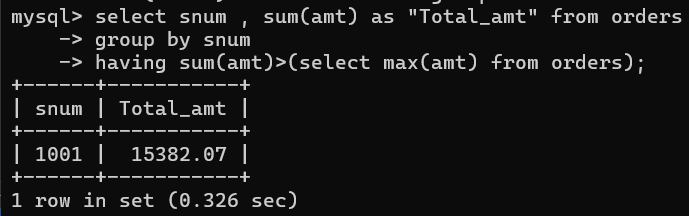 mysql> select snum , sum(amt) as "Total_amt" from orders
    -> group by snum
    -> having sum(amt)>(select max(amt) from orders);
+------+-----------+
| snum | Total_amt |
+------+-----------+
| 1001 |  15382.07 |
+------+-----------+
1 row in set (0.326 sec)